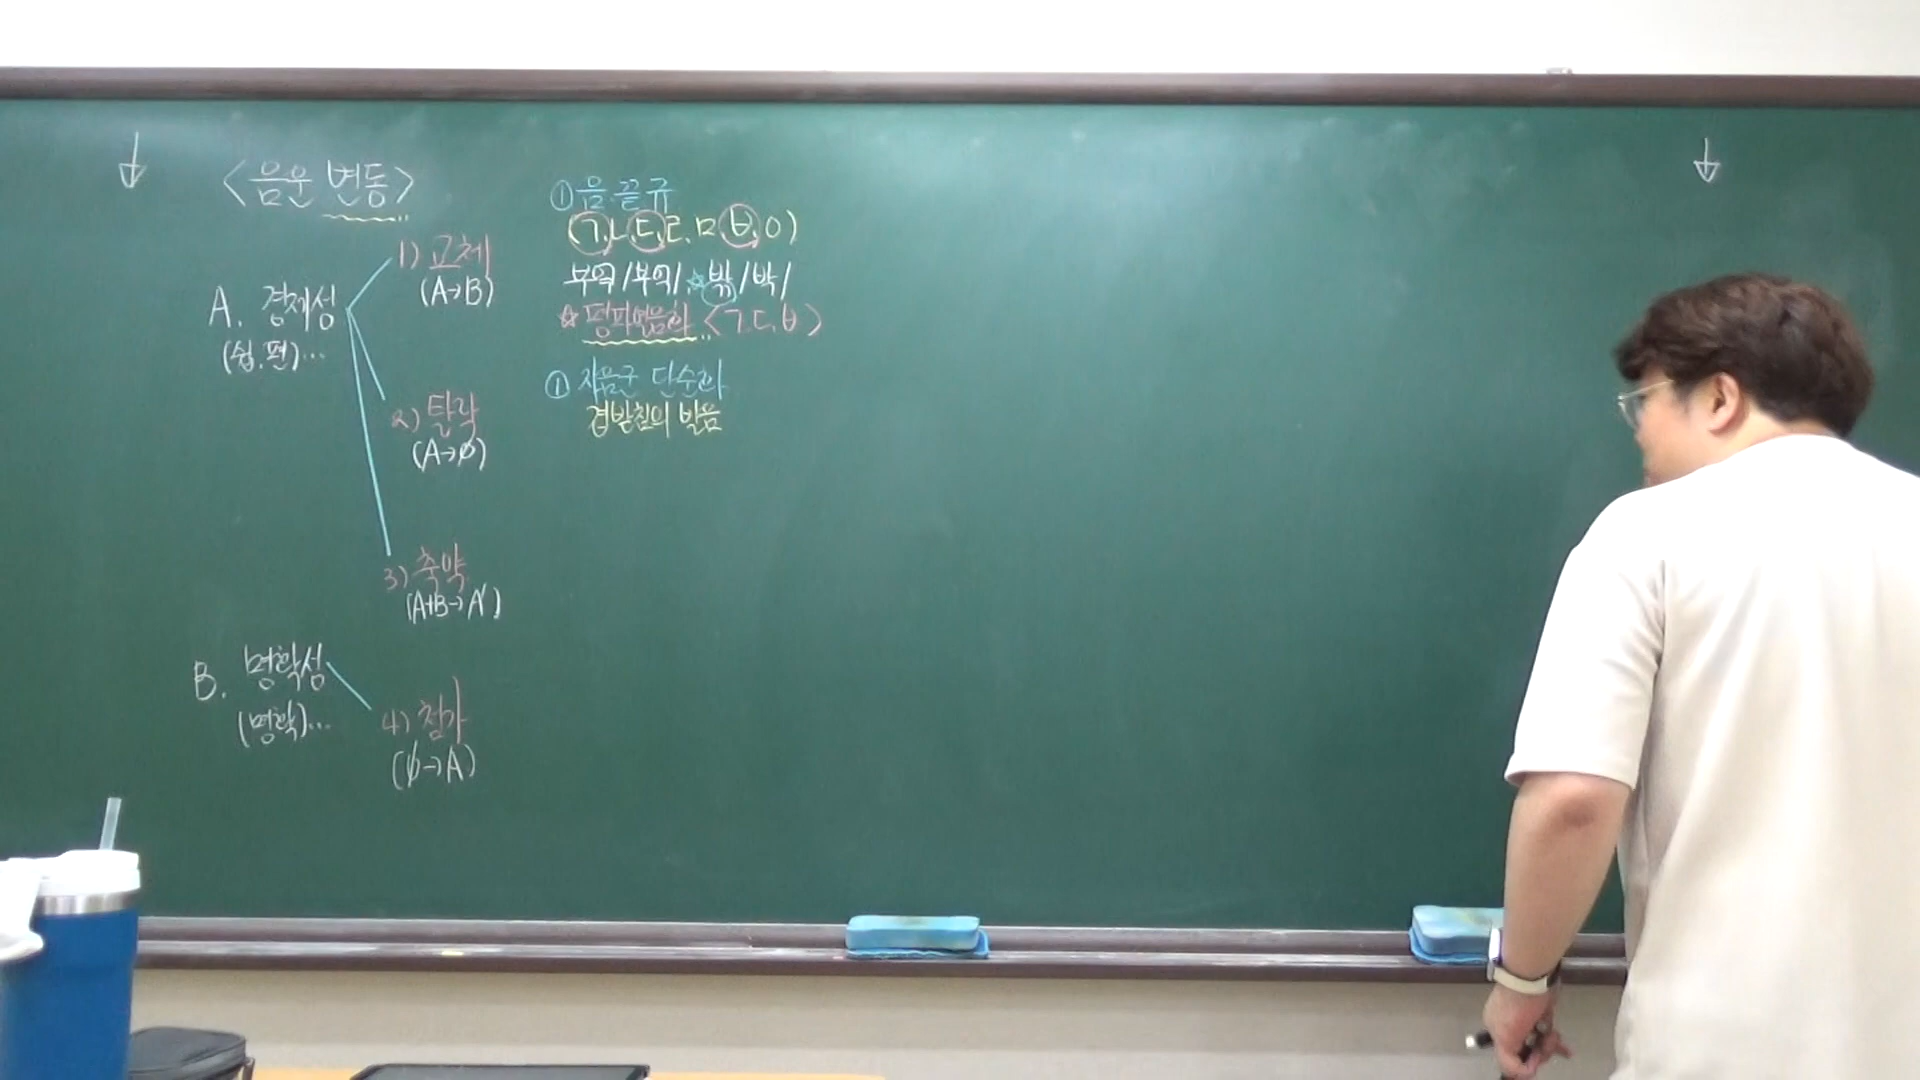 <음운 변동>
A. 경제성
(쉽.편)...
1) 교체
(A→B)
2) 탈락
(A→∅)
3) 축약
(A+B→A')
B. 명확성
(명확)...
4) 첨가
(∅→A)
① 음.끝규
(ㄱ,ㄴ,ㄷ,ㄹ,ㅁ,ㅂ,ㅇ)
부엌/부억/, ☆밖/박/
☆평파열음화<ㄱ,ㄷ,ㅂ>
① 자음군 단순화
겹받침의 발음